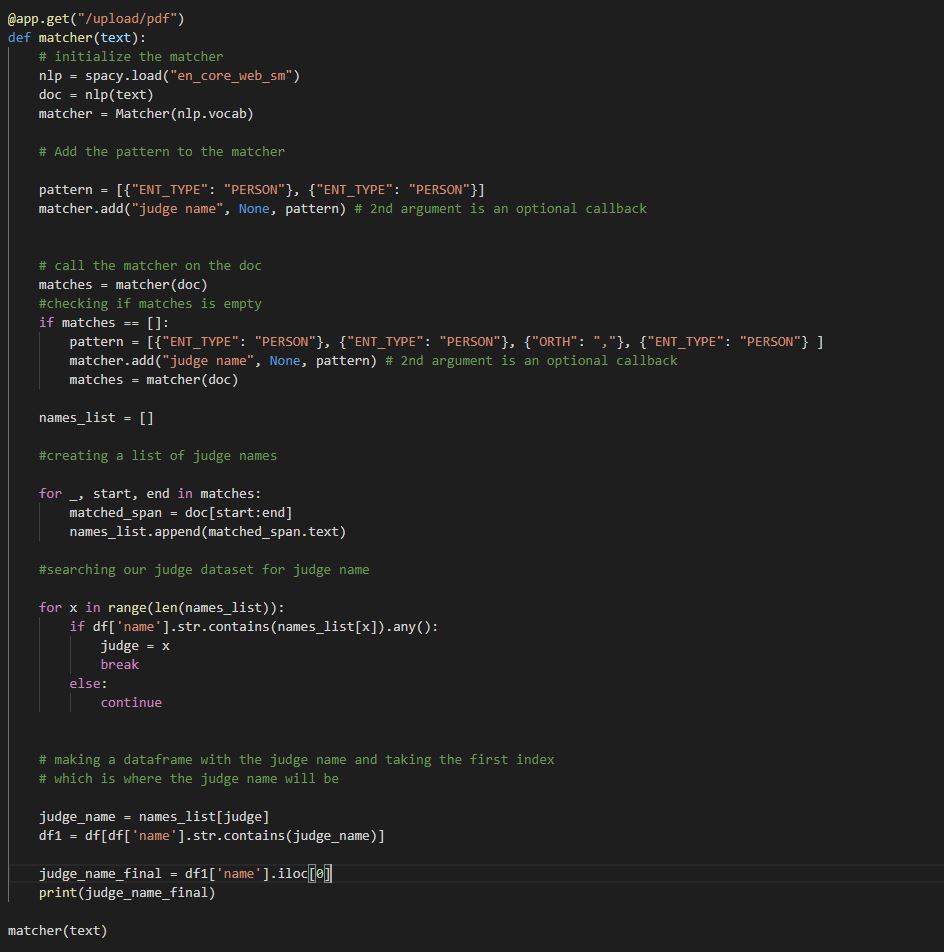 @app.get("/upload/pdf")
def matcher(text):
    # initialize the matcher
    nlp = spacy.load("en_core_web_sm")
    doc = nlp(text)
    matcher = Matcher(nlp.vocab)

    # Add the pattern to the matcher

    pattern = [{"ENT_TYPE": "PERSON"}, {"ENT_TYPE": "PERSON"}]
    matcher.add("judge name", None, pattern) # 2nd argument is an optional callback


    # call the matcher on the doc
    matches = matcher(doc)
    #checking if matches is empty
    if matches == []:
        pattern = [{"ENT_TYPE": "PERSON"}, {"ENT_TYPE": "PERSON"}, {"ORTH": ","}, {"ENT_TYPE": "PERSON"} ]
        matcher.add("judge name", None, pattern) # 2nd argument is an optional callback
        matches = matcher(doc)

    names_list = []

    #creating a list of judge names

    for _, start, end in matches:
        matched_span = doc[start:end]
        names_list.append(matched_span.text)

    #searching our judge dataset for judge name

    for x in range(len(names_list)):
        if df['name'].str.contains(names_list[x]).any():
            judge = x
            break
        else:
            continue


    # making a dataframe with the judge name and taking the first index
    # which is where the judge name will be

    judge_name = names_list[judge]
    df1 = df[df['name'].str.contains(judge_name)]

    judge_name_final = df1['name'].iloc[0]
    print(judge_name_final)

matcher(text)